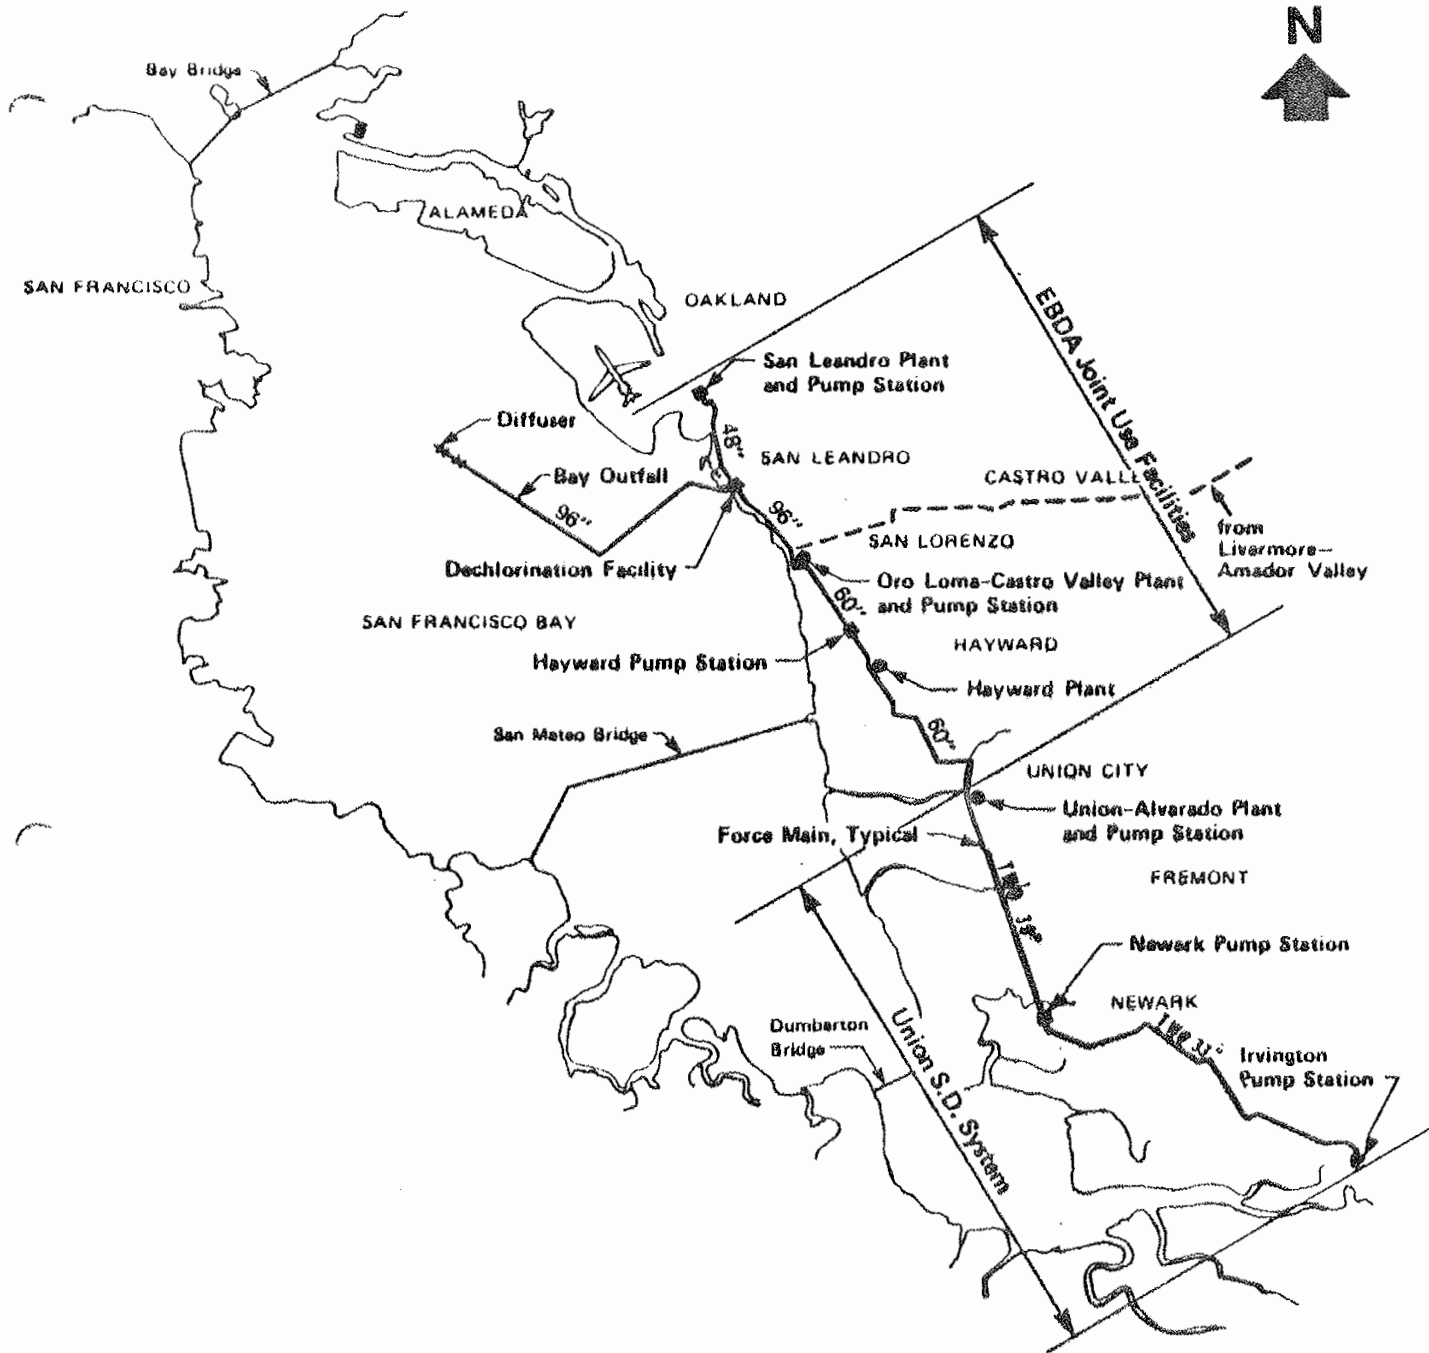 N
Bay Bridge
ALAMEDA
SAN FRANCISCO
OAKLAND
EBDA Joint Use Facilities
San Leandro Plant
and Pump Station
Diffuser
48"
SAN LEANDRO
Bay Outfall
CASTRO VALLE
96"
96"
from
Livermore-
Amador Valley
SAN LORENZO
Dechlorination Facility
Oro Loma-Castro Valley Plant
and Pump Station
60"
SAN FRANCISCO BAY
HAYWARD
Hayward Pump Station
Hayward Plant
San Mateo Bridge
60"
UNION CITY
Union-Alvarado Plant
and Pump Station
Force Main, Typical
FREMONT
Newark Pump Station
NEWARK
Union S.D. System
Dumbarton
Bridge
33"
Irvington
Pump Station